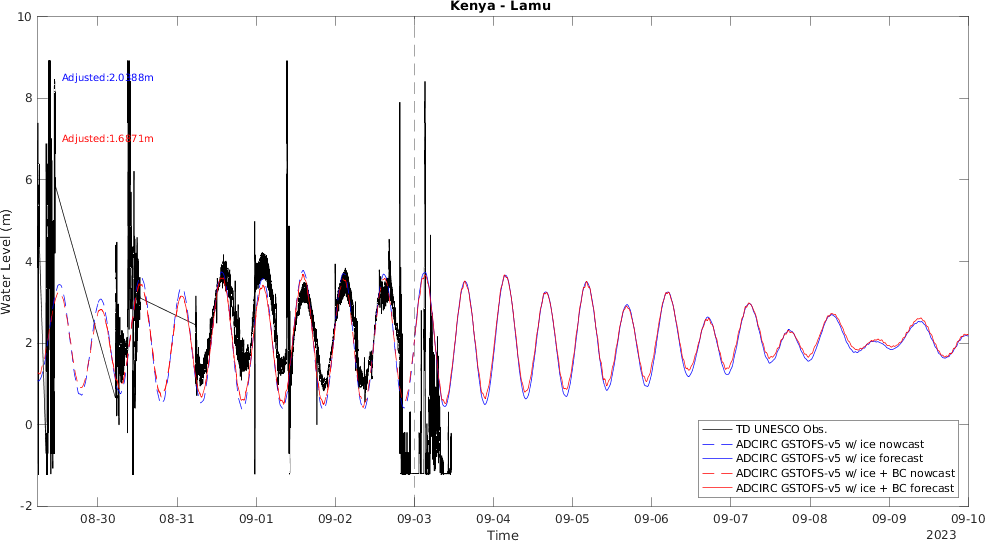 Kenya - Lamu
10
8
6
4
2
0
-2
Water Level (m)
Adjusted:2.0188m
Adjusted:1.6871m
TD UNESCO Obs.
ADCIRC GSTOFS-v5 w/ ice nowcast
ADCIRC GSTOFS-v5 w/ ice forecast
ADCIRC GSTOFS-v5 w/ ice + BC nowcast
ADCIRC GSTOFS-v5 w/ ice + BC forecast
08-30 08-31 09-01 09-02 09-03 09-04 09-05 09-06 09-07 09-08 09-09 09-10
Time
2023